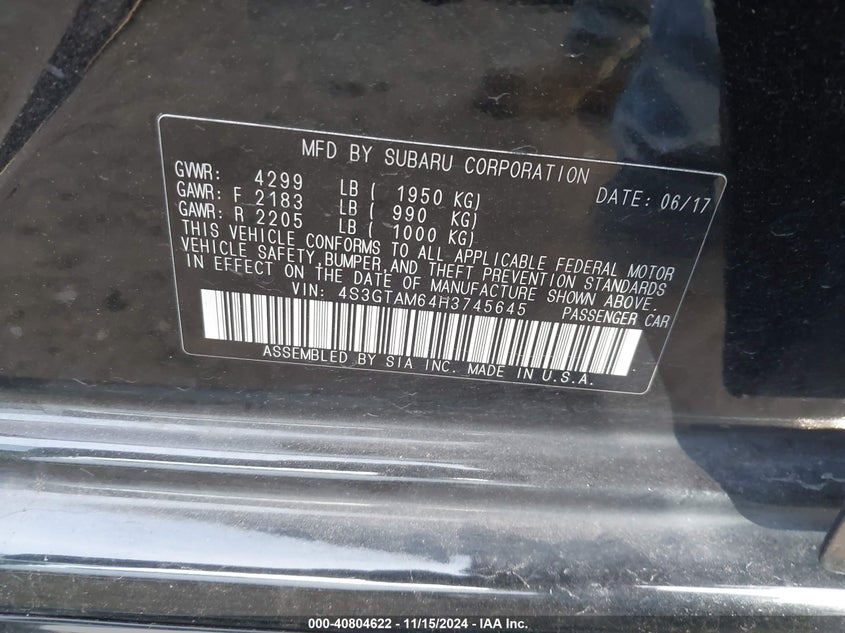 MFD BY SUBARU CORPORATION
GVWR: 4299 LB ( 1950 KG) DATE: 06/17
GAWR: F 2183 LB ( 990 KG)
GAWR: R 2205 LB ( 1000 KG)
THIS VEHICLE CONFORMS TO ALL APPLICABLE FEDERAL MOTOR
VEHICLE SAFETY,BUMPER,AND THEFT PREVENTION STANDARDS
IN EFFECT ON THE DATE OF MANUFACTURE SHOWN ABOVE.
VIN: 4S3GTAM64H3745645 PASSENGER CAR
ASSEMBLED BY SIA INC. MADE IN U.S.A.
000-40804622 - 11/15/2024 - IAA Inc.